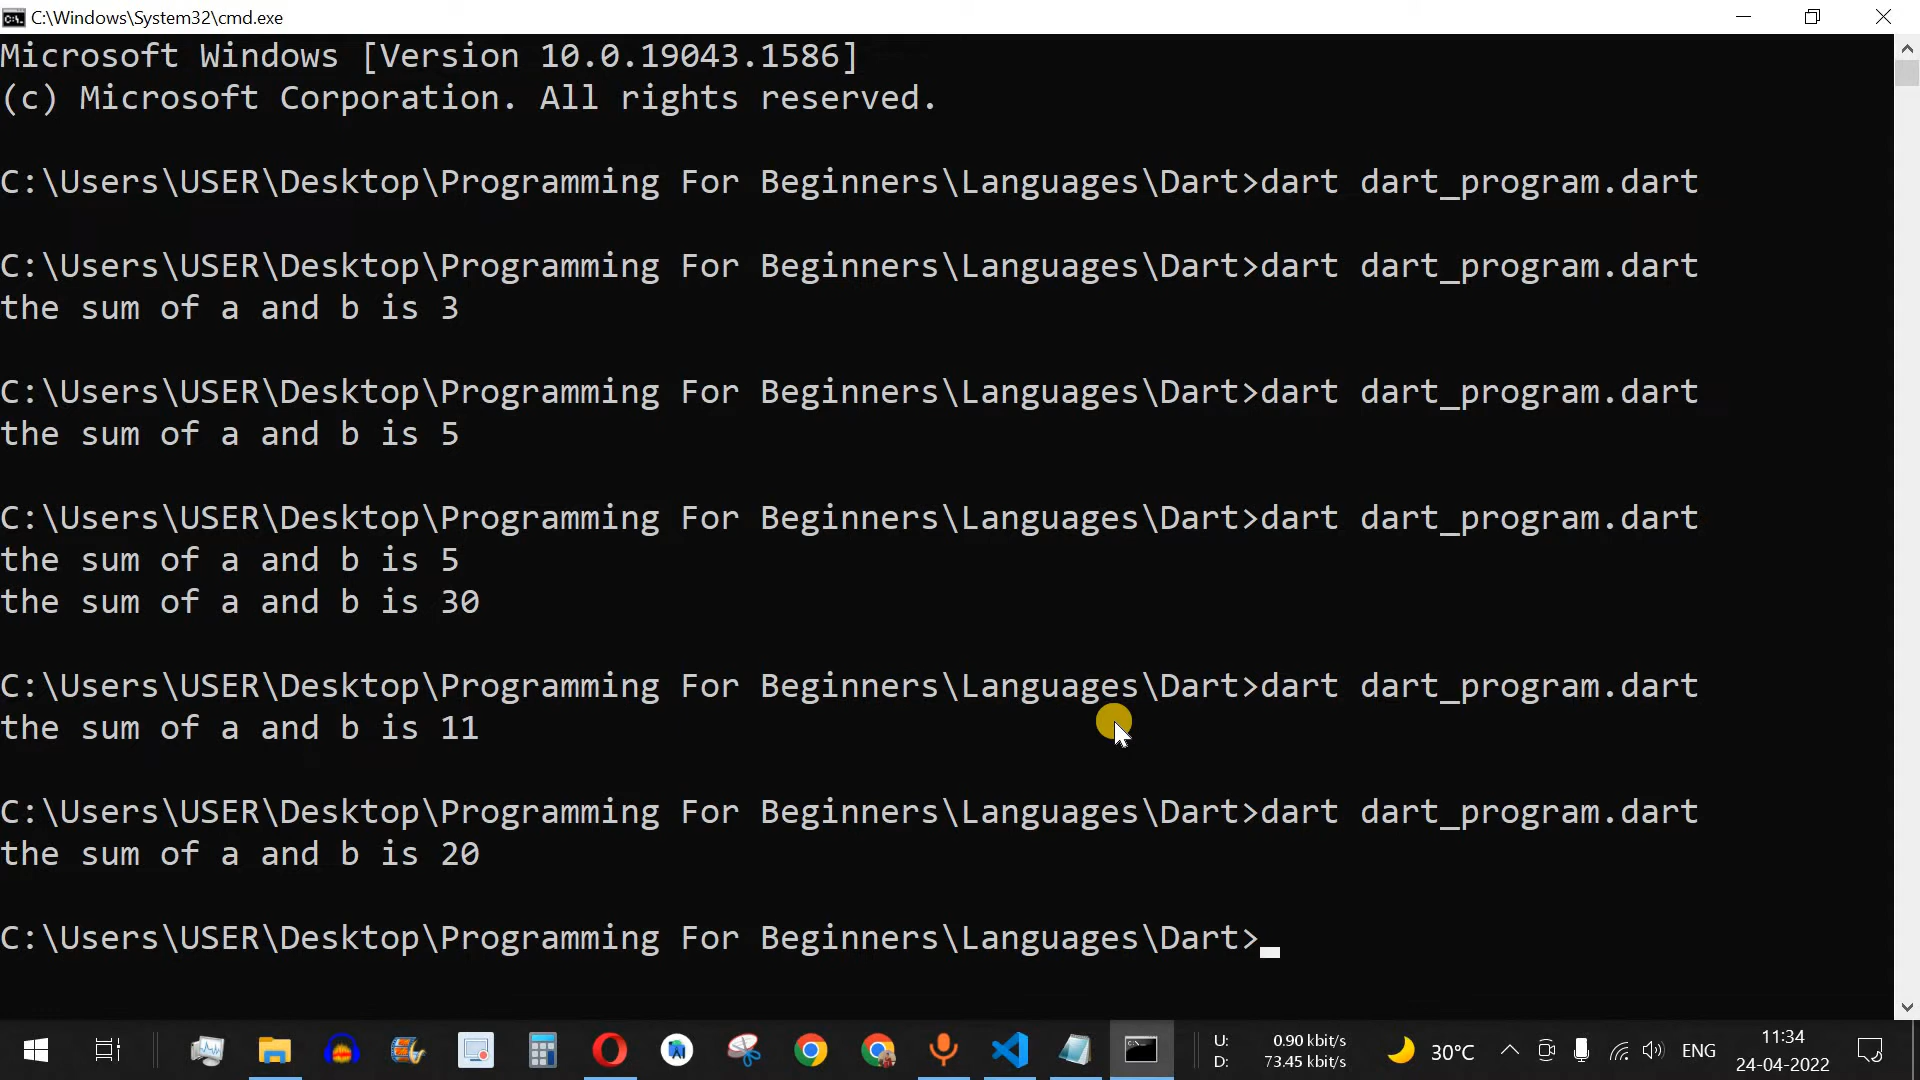 C:\Windows\System32\cmd.exe
Microsoft Windows [Version 10.0.19043.1586]
(c) Microsoft Corporation. All rights reserved.
C:\Users\USER\Desktop\Programming For Beginners\Languages\Dart>dart dart_program.dart
C:\Users\USER\Desktop\Programming For Beginners\Languages\Dart>dart dart_program.dart
the sum of a and b is 3
C:\Users\USER\Desktop\Programming For Beginners\Languages\Dart>dart dart_program.dart
the sum of a and b is 5
C:\Users\USER\Desktop\Programming For Beginners\Languages\Dart>dart dart_program.dart
the sum of a and b is 5
the sum of a and b is 30
C:\Users\USER\Desktop\Programming For Beginners\Languages\Dart>dart dart_program.dart
the sum of a and b is 11
C:\Users\USER\Desktop\Programming For Beginners\Languages\Dart>dart dart_program.dart
the sum of a and b is 20
C:\Users\USER\Desktop\Programming For Beginners\Languages\Dart>
U: 0.90 kbit/s
D: 73.45 kbit/s
30°C
ENG
11:34
24-04-2022